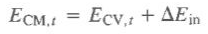 E_CM, t = E_CV, t + ΔE_in